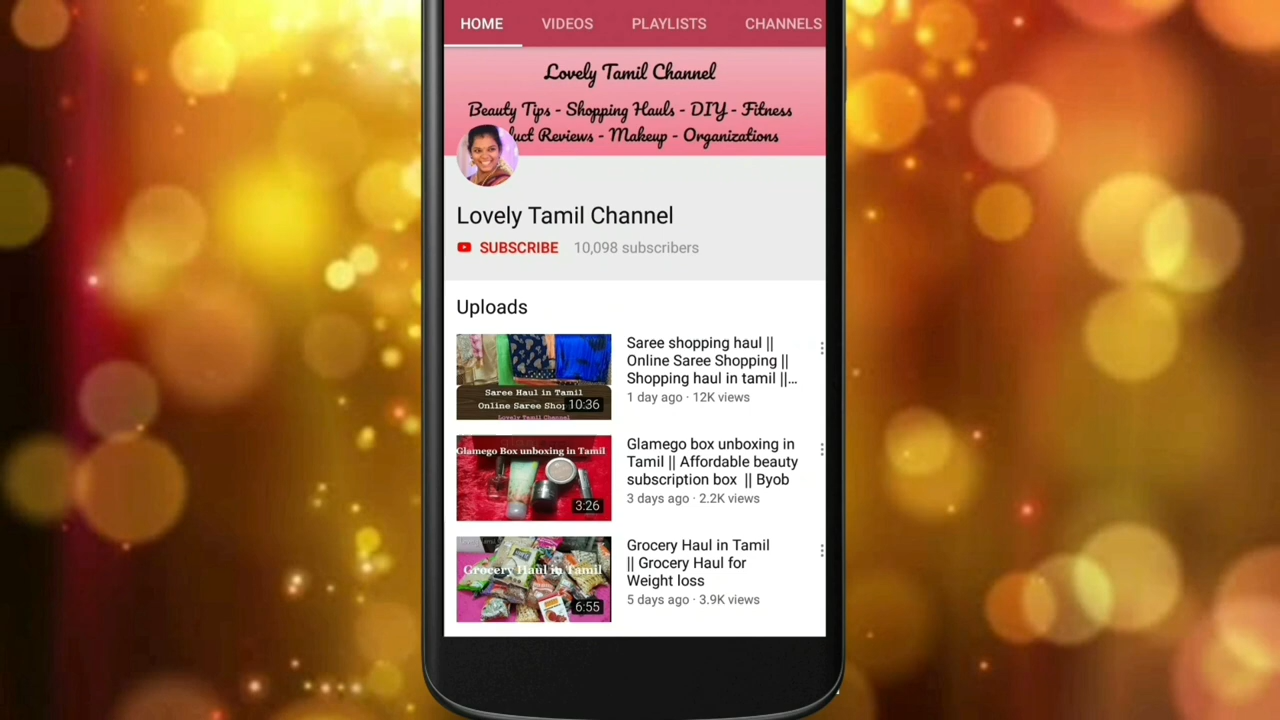 HOME VIDEOS PLAYLISTS CHANNELS
Lovely Tamil Channel
Beauty Tips - Shopping Hauls - DIY - Fitness
Reviews - Makeup - Organizations
Lovely Tamil Channel
SUBSCRIBE 10,098 subscribers
Uploads
Saree Haul in Tamil
Online Saree
10:36
Lovely Tamil Channel
Saree shopping haul ||
Online Saree Shopping ||
Shopping haul in tamil ||...
1 day ago · 12K views
Glamego Box unboxing in Tamil
3:26
Glamego box unboxing in
Tamil || Affordable beauty
subscription box || Byob
3 days ago · 2.2K views
Grocery Haul in Tamil
6:55
Grocery Haul in Tamil
|| Grocery Haul for
Weight loss
5 days ago · 3.9K views